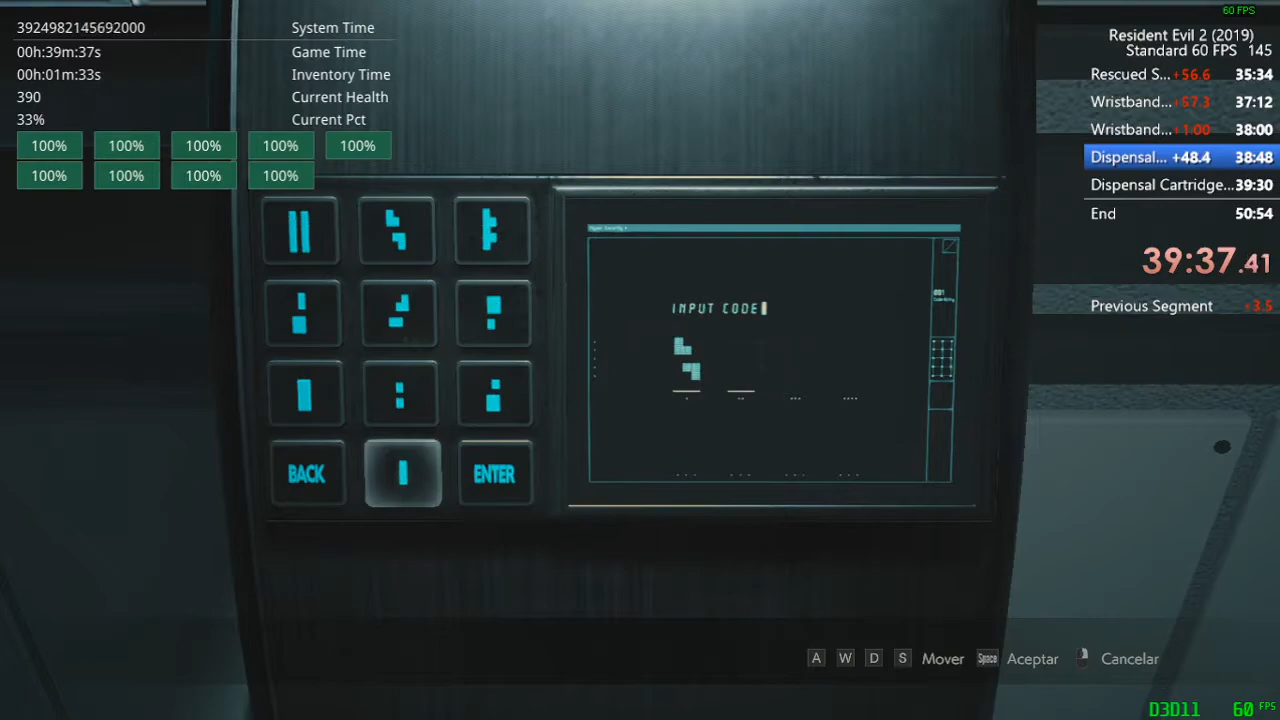 60 FPS
3924982145692000 System Time
00h:39m:37s Game Time
00h:01m:33s Inventory Time
390 Current Health
33% Current Pct
100% 100% 100% 100% 100%
100% 100% 100% 100%
Resident Evil 2 (2019)
Standard 60 FPS 145
Rescued S... +56.6 35:34
Wristband... +57.3 37:12
Wristband... +1.00 38:00
Dispensal... +48.4 38:48
Dispensal Cartridge... 39:30
End 50:54
39:37.41
Previous Segment +3.5
INPUT CODE
BACK ENTER
A W D S Mover Space Aceptar Cancelar
D3D11 60 FPS